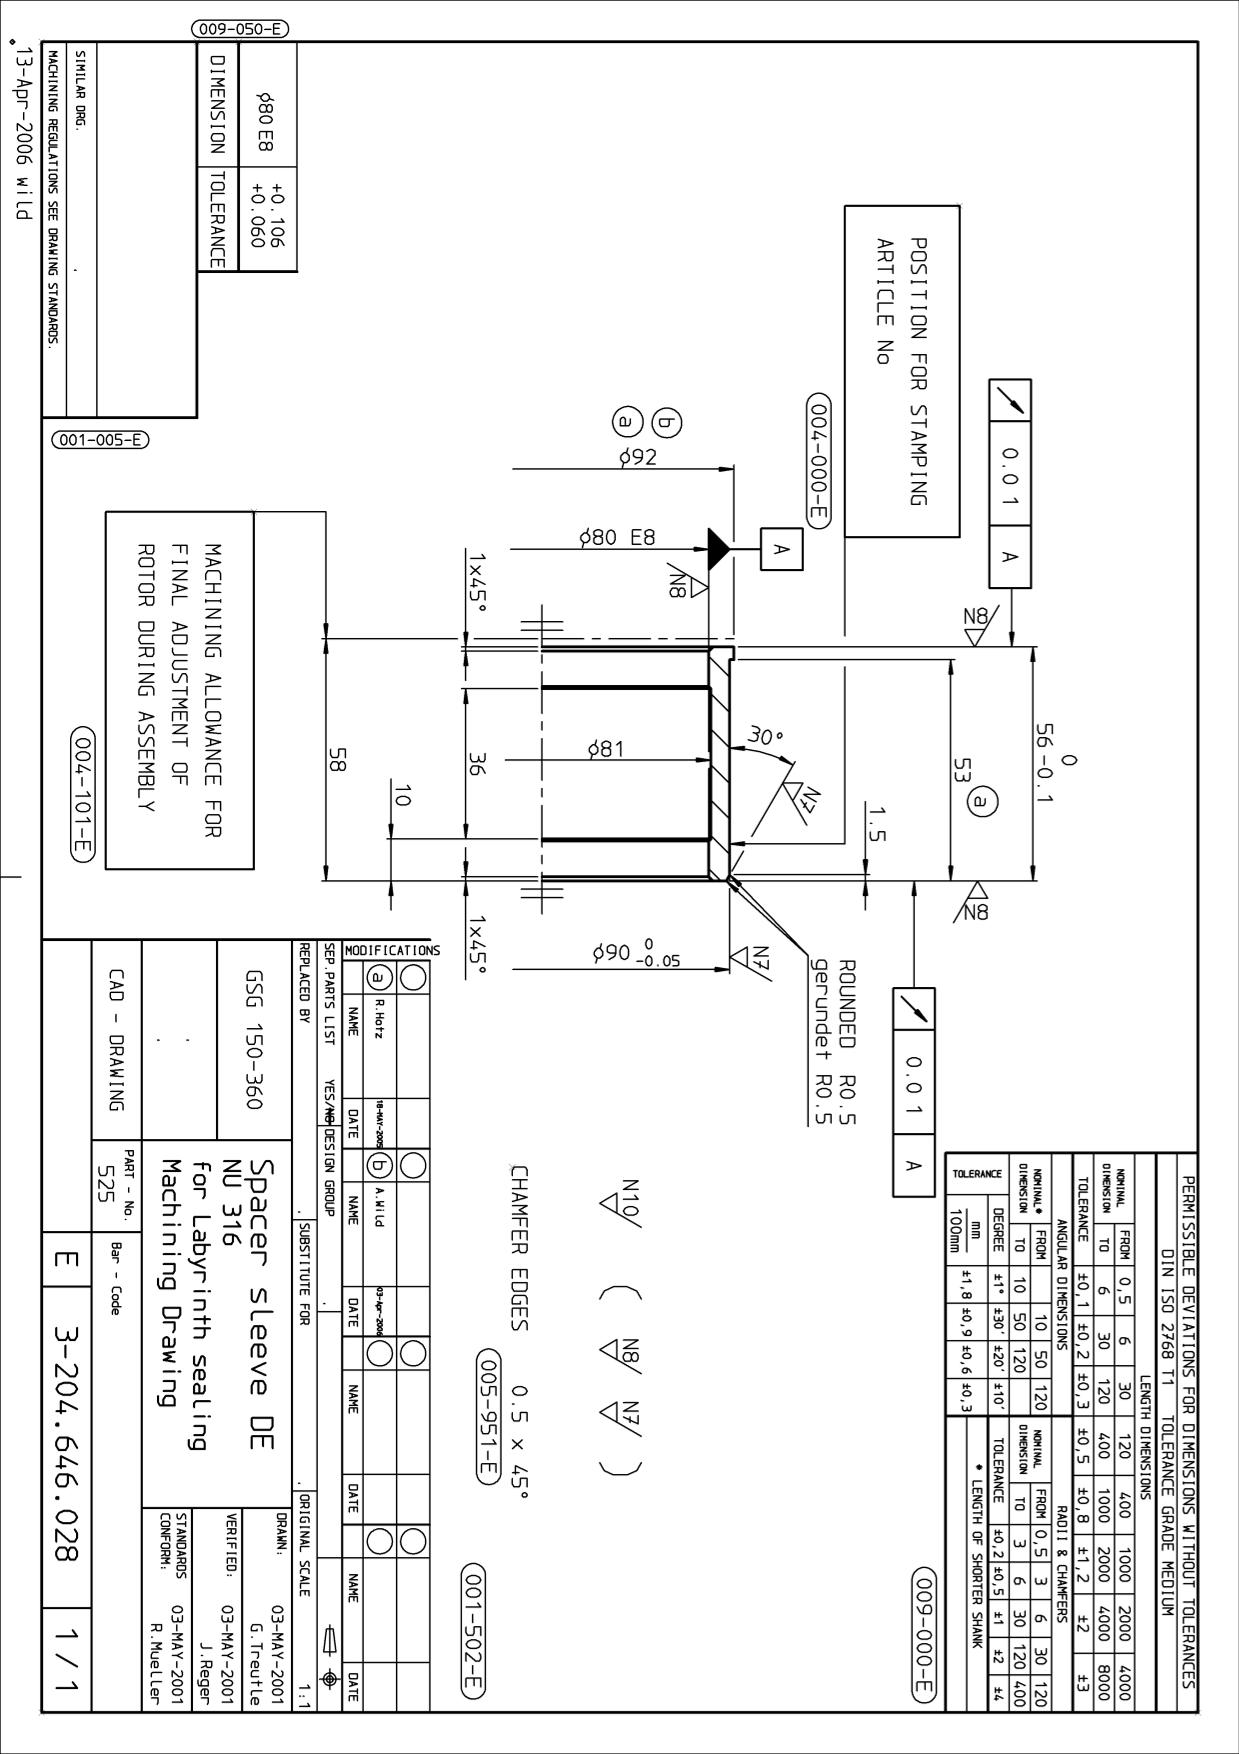 009-050-E
DIMENSION TOLERANCE
ϕ80 E8 +0.106
+0.060
SIMILAR DRG.
.
MACHINING REGULATIONS SEE DRAWING STANDARDS.
13-Apr-2006 wild
001-005-E
POSITION FOR STAMPING
ARTICLE No
004-000-E
0.01 A
N8
0
56 -0.1
53 a
N8
1.5
30°
N7
b
a
ϕ92
ϕ80 E8
A
N8
1x45°
ϕ81
36
10
58
1x45°
ϕ90 0
-0.05
N7
ROUNDED R0.5
gerundet R0.5
0.01 A
MACHINING ALLOWANCE FOR
FINAL ADJUSTMENT OF
ROTOR DURING ASSEMBLY
004-101-E
N10 ( N8 N7 )
CHAMFER EDGES 0.5 x 45°
005-951-E
001-502-E
009-000-E
PERMISSIBLE DEVIATIONS FOR DIMENSIONS WITHOUT TOLERANCES
DIN ISO 2768 T1 TOLERANCE GRADE MEDIUM
LENGTH DIMENSIONS
NOMINAL DIMENSION FROM 0,5 6 30 120 400 1000 2000 4000
TO 6 30 120 400 1000 2000 4000 8000
TOLERANCE ±0,1 ±0,2 ±0,3 ±0,5 ±0,8 ±1,2 ±2 ±3
ANGULAR DIMENSIONS
NOMINAL* DIMENSION FROM 10 50 120
TO 10 50 120
TOLERANCE DEGREE ±1° ±30' ±20' ±10'
mm
100mm ±1,8 ±0,9 ±0,6 ±0,3
RADII & CHAMFERS
NOMINAL DIMENSION FROM 0,5 3 6 30 120
TO 3 6 30 120 400
TOLERANCE ±0,2 ±0,5 ±1 ±2 ±4
* LENGTH OF SHORTER SHANK
MODIFICATIONS
a R.Hotz 18-MAY-2005 b A.Wild 03-Apr-2006
NAME DATE NAME DATE NAME DATE NAME DATE
SEP.PARTS LIST YES/NO DESIGN GROUP .
REPLACED BY . SUBSTITUTE FOR . ORIGINAL SCALE 1:1
GSG 150-360
.
.
Spacer sleeve DE
NU 316
for Labyrinth sealing
Machining Drawing
DRAWN: 03-MAY-2001
G.Treutle
VERIFIED: 03-MAY-2001
J.Reger
STANDARDS
CONFORM: 03-MAY-2001
R.Mueller
CAD - DRAWING
PART - No.
525
Bar - Code
E 3-204.646.028 1 / 1